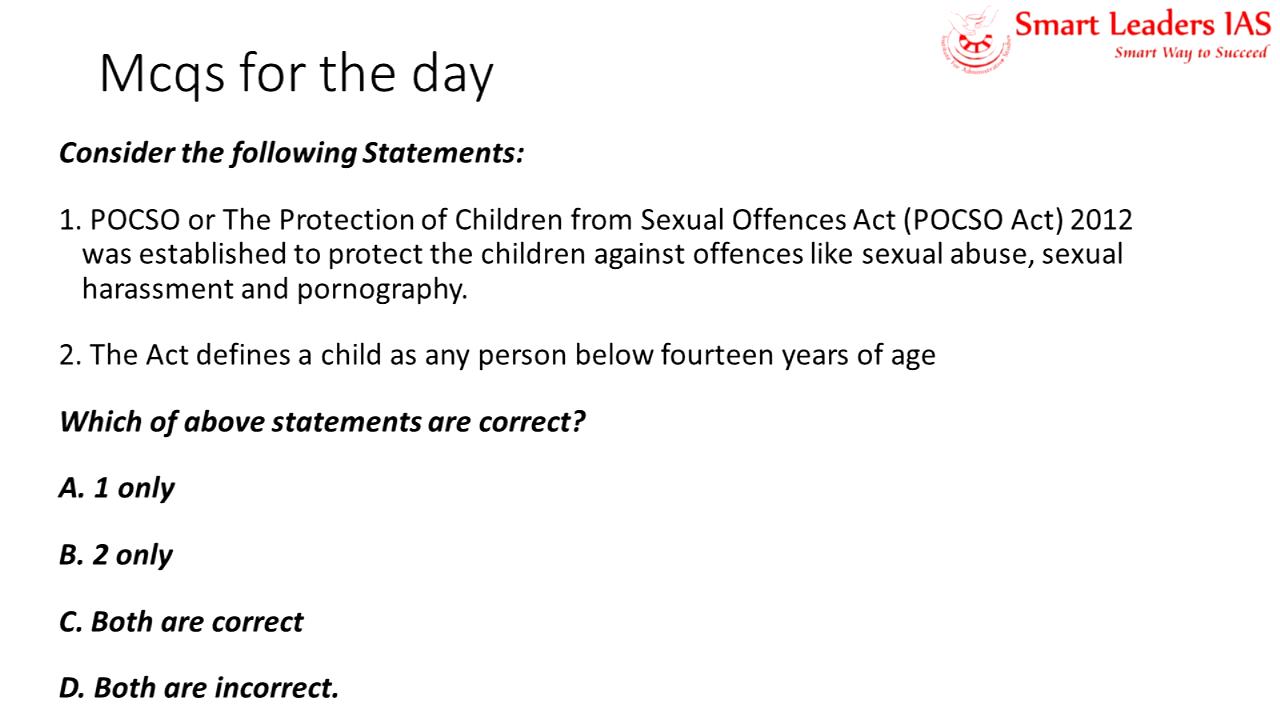 Smart Leaders IAS
Smart Way to Succeed
Mcqs for the day
Consider the following Statements:
1. POCSO or The Protection of Children from Sexual Offences Act (POCSO Act) 2012
was established to protect the children against offences like sexual abuse, sexual
harassment and pornography.
2. The Act defines a child as any person below fourteen years of age
Which of above statements are correct?
A. 1 only
B. 2 only
C. Both are correct
D. Both are incorrect.